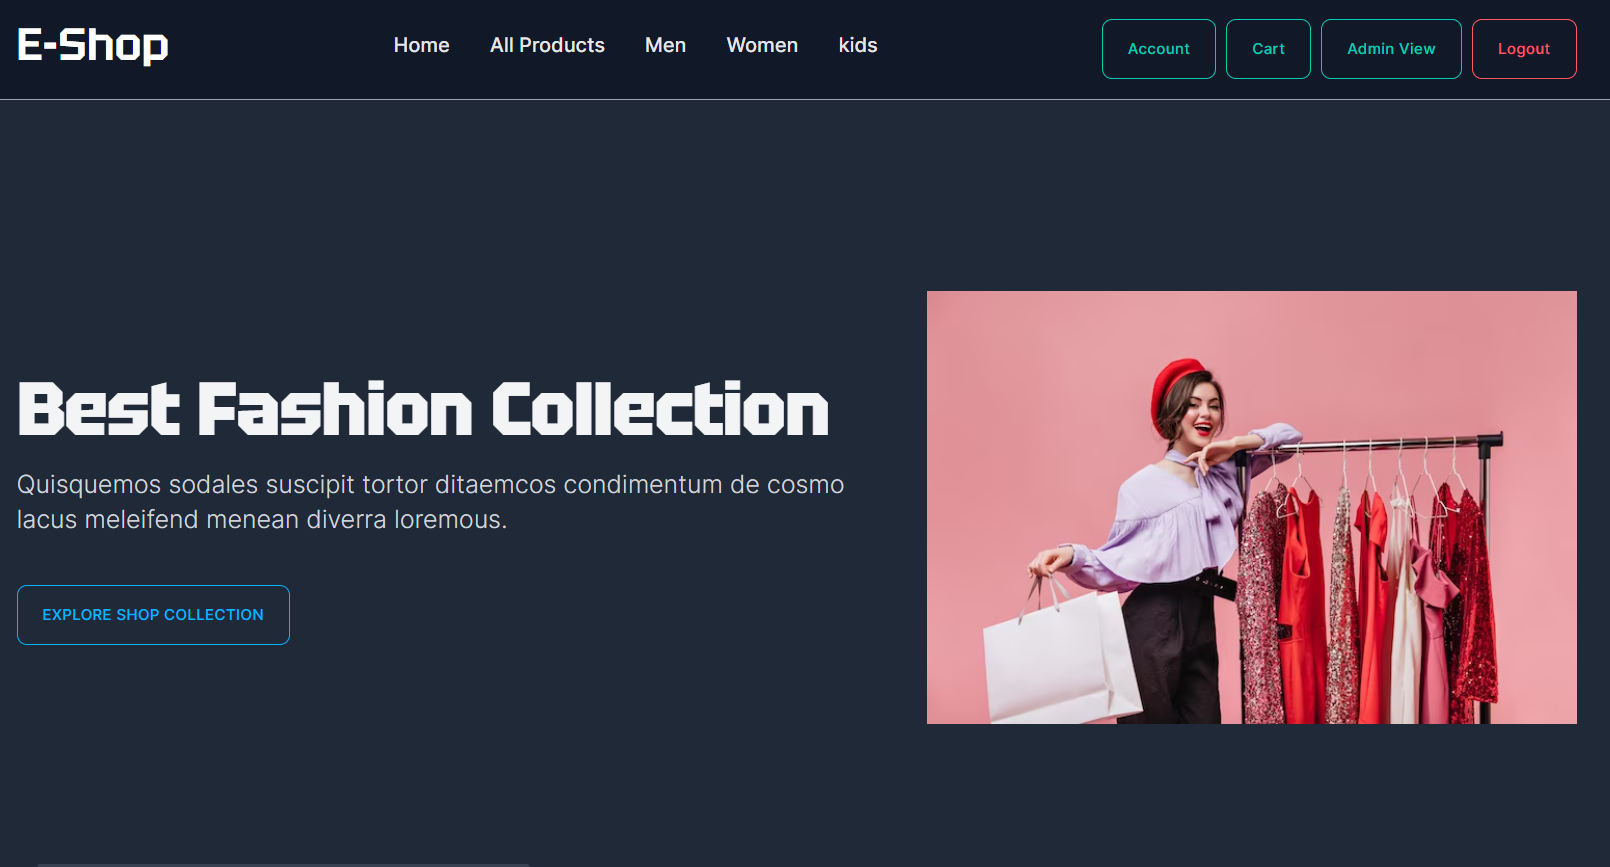 E-Shop
Home All Products Men Women kids
Account Cart Admin View Logout
Best Fashion Collection
Quisquemos sodales suscipit tortor ditaemcos condimentum de cosmo
lacus meleifend menean diverra loremous.
EXPLORE SHOP COLLECTION